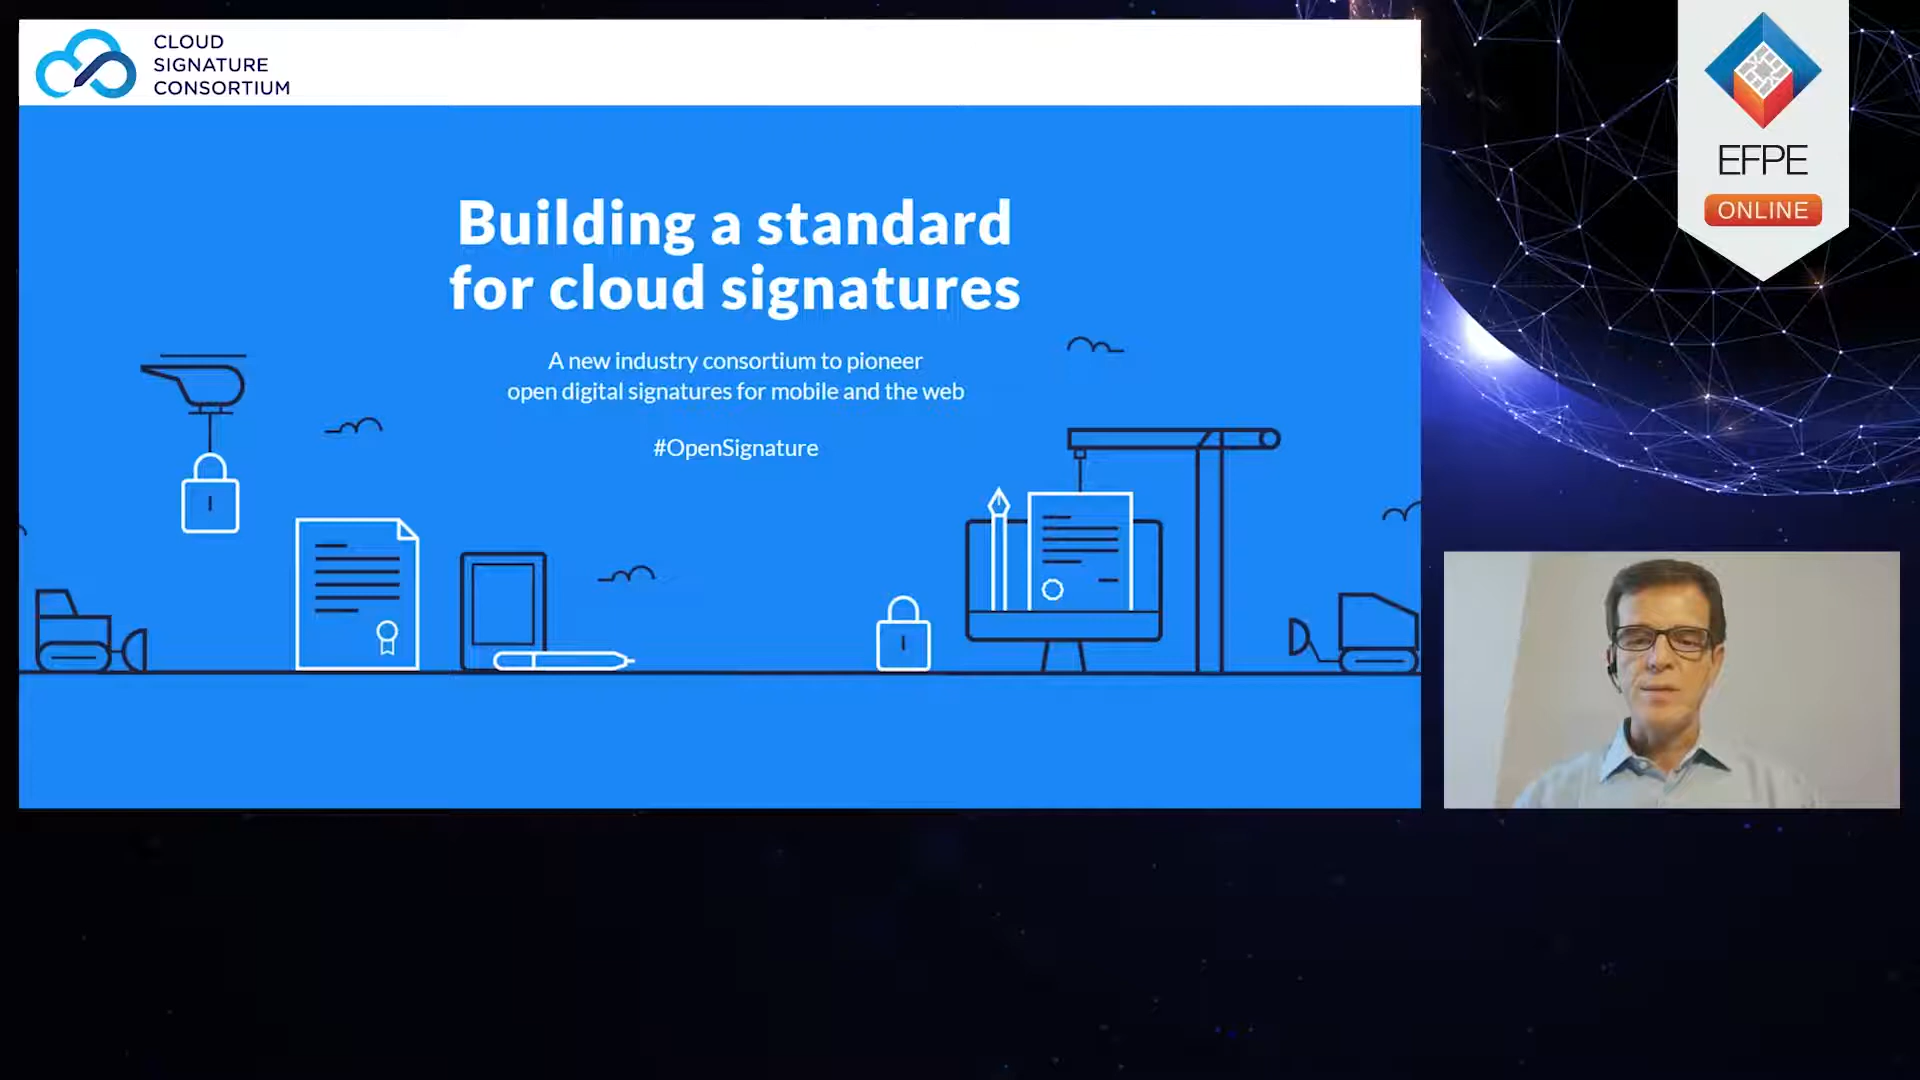 CLOUD
SIGNATURE
CONSORTIUM
Building a standard
for cloud signatures
A new industry consortium to pioneer
open digital signatures for mobile and the web
#OpenSignature
EFPE
ONLINE